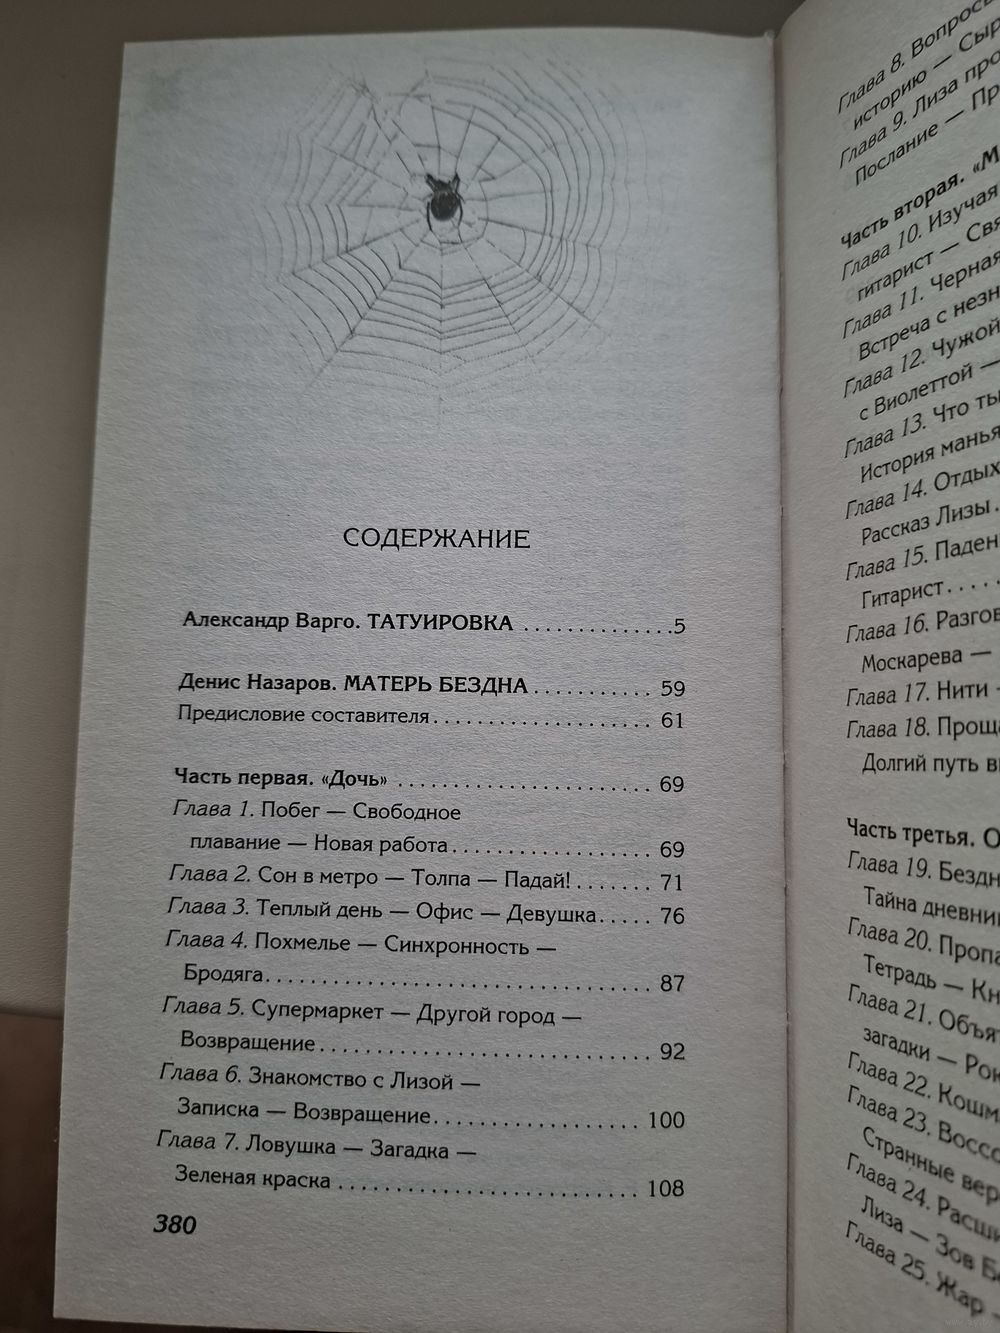 СОДЕРЖАНИЕ
Александр Варго. ТАТУИРОВКА ..............5
Денис Назаров. МАТЕРЬ БЕЗДНА ........... 59
Предисловие составителя .................... 61
Часть первая. «Дочь» ....................... 69
Глава 1. Побег — Свободное
плавание — Новая работа .................. 69
Глава 2. Сон в метро — Толпа — Падай! ....... 71
Глава 3. Теплый день — Офис — Девушка ..... 76
Глава 4. Похмелье — Синхронность —
Бродяга .................................. 87
Глава 5. Супермаркет — Другой город —
Возвращение .............................. 92
Глава 6. Знакомство с Лизой —
Записка — Возвращение .................. 100
Глава 7. Ловушка — Загадка —
Зеленая краска .......................... 108
380
Глава 8.
историю —
Глава 9. Лиза
Послание —
Часть вторая.
Глава 10. Изучая
гитарист —
Глава 11. Черная
Встреча с
Глава 12. Чужой
с Виолеттой —
Глава 13. Что ты
История
Глава 14.
Рассказ Лизы .
Глава 15.
Гитарист .....
Глава 16.
Москарева —
Глава 17. Нити
Глава 18.
Долгий путь
Часть третья.
Глава 19.
Тайна
Глава 20.
Тетрадь —
Глава 21.
загадки —
Глава 22.
Глава 23.
Странные
Глава 24.
Лиза — Зов
Глава 25. Жар